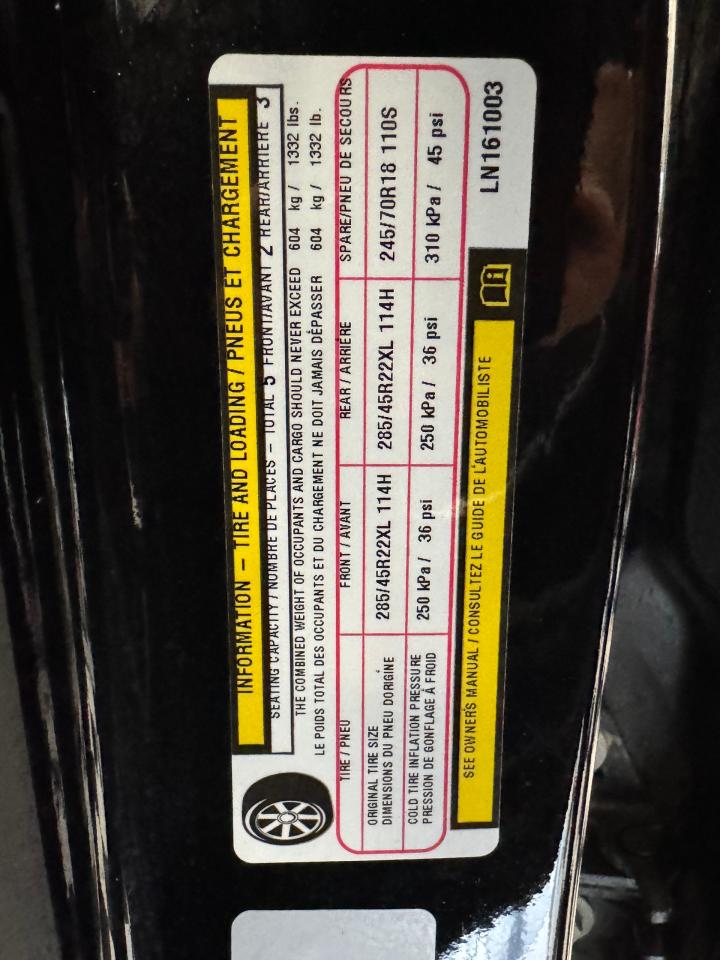 INFORMATION – TIRE AND LOADING / PNEUS ET CHARGEMENT
SEATING CAPACITY / NOMBRE DE PLACES – TOTAL 5 FRONT/AVANT 2 REAR/ARRIÈRE 3
THE COMBINED WEIGHT OF OCCUPANTS AND CARGO SHOULD NEVER EXCEED 604 kg / 1332 lbs.
LE POIDS TOTAL DES OCCUPANTS ET DU CHARGEMENT NE DOIT JAMAIS DÉPASSER 604 kg / 1332 lb.
TIRE / PNEU FRONT / AVANT REAR / ARRIÈRE SPARE/PNEU DE SECOURS
ORIGINAL TIRE SIZE
DIMENSIONS DU PNEU D'ORIGINE
285/45R22XL 114H 285/45R22XL 114H 245/70R18 110S
COLD TIRE INFLATION PRESSURE
PRESSION DE GONFLAGE À FROID
250 kPa / 36 psi 250 kPa / 36 psi 310 kPa / 45 psi
SEE OWNER'S MANUAL / CONSULTEZ LE GUIDE DE L'AUTOMOBILISTE
LN161003